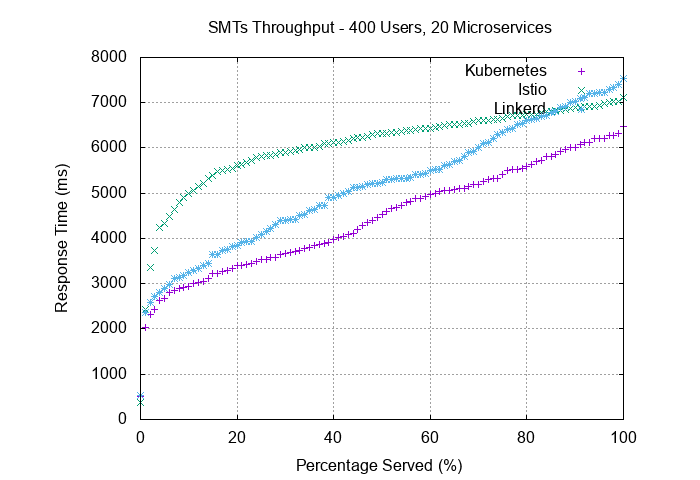 SMTs Throughput - 400 Users, 20 Microservices
8000
7000
6000
5000
4000
3000
2000
1000
0
Response Time (ms)
Kubernetes
Istio
Linkerd
0 20 40 60 80 100
Percentage Served (%)